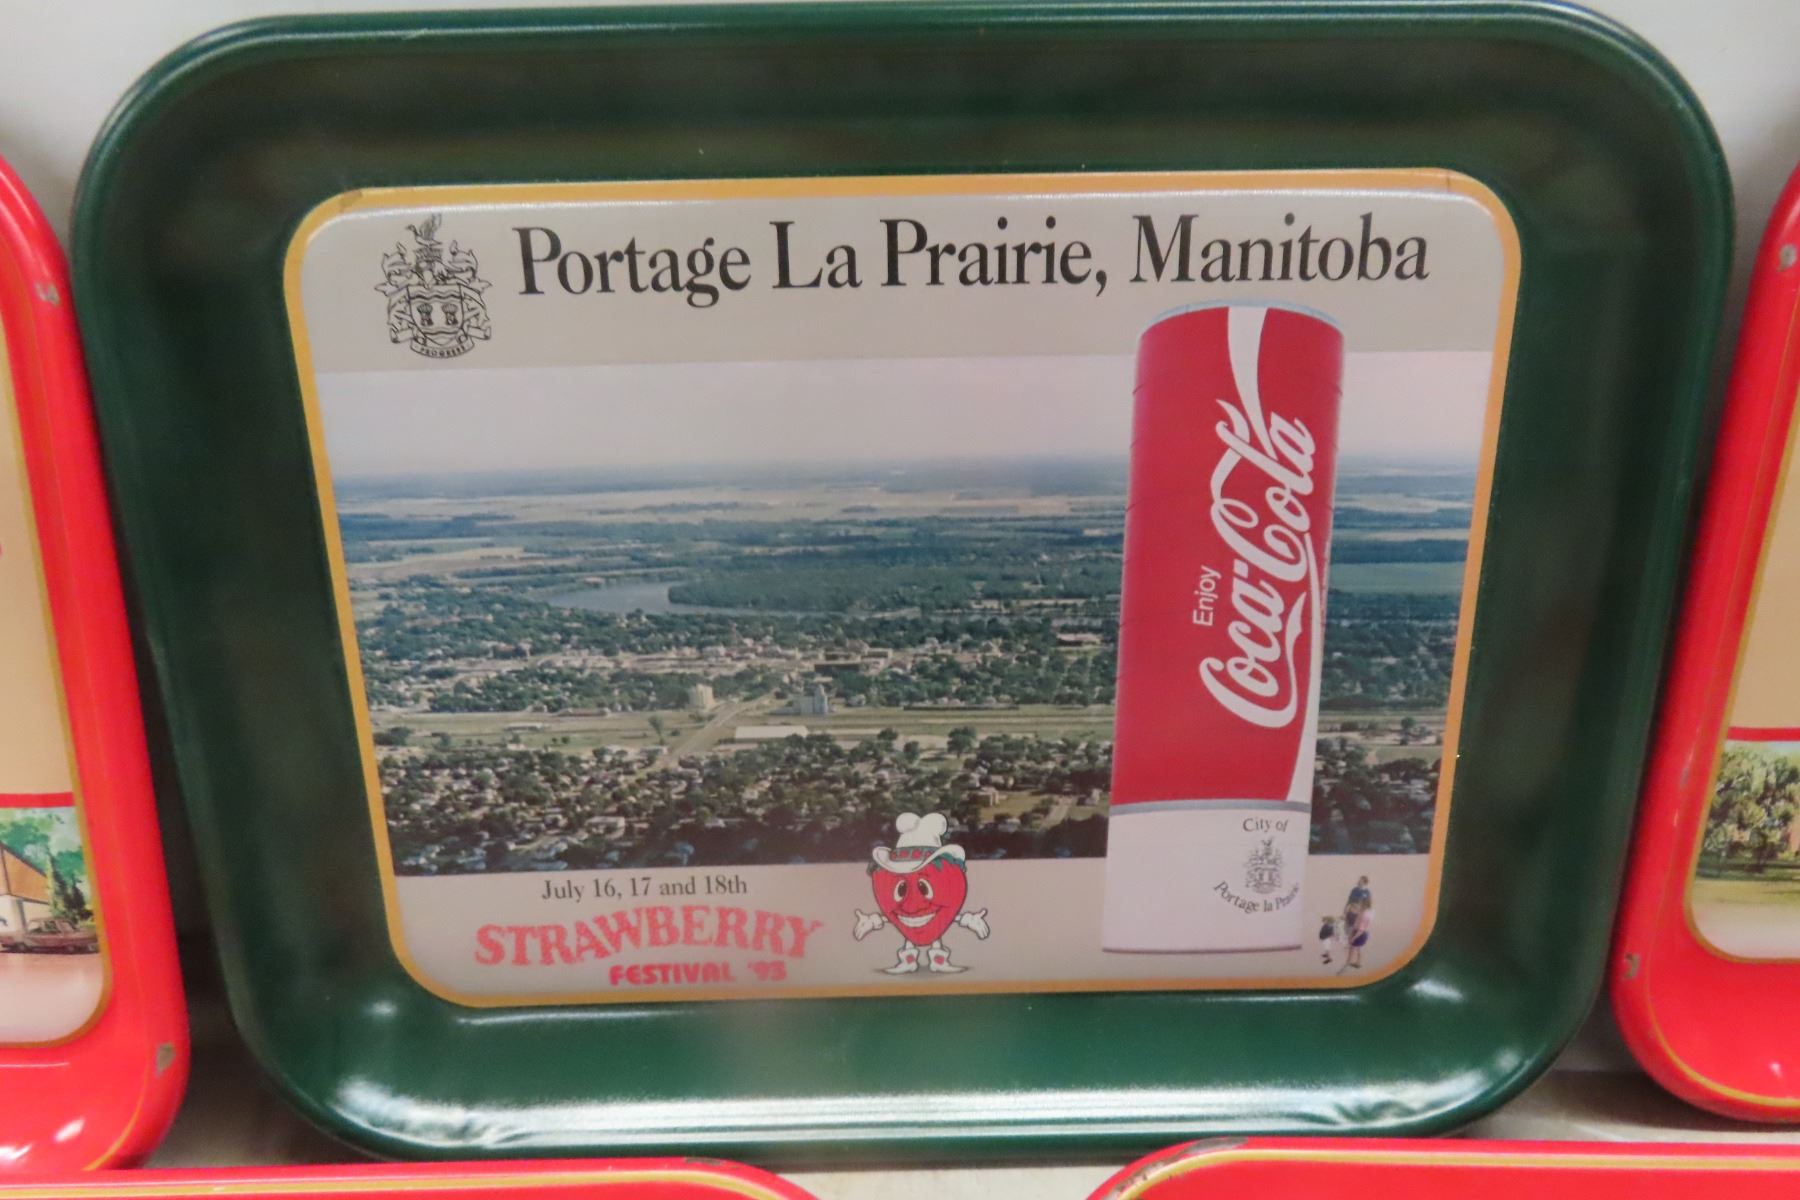 Portage La Prairie, Manitoba
PROGRESS
Enjoy
Coca-Cola
City of
Portage la Prairie
July 16, 17 and 18th
STRAWBERRY
FESTIVAL '93